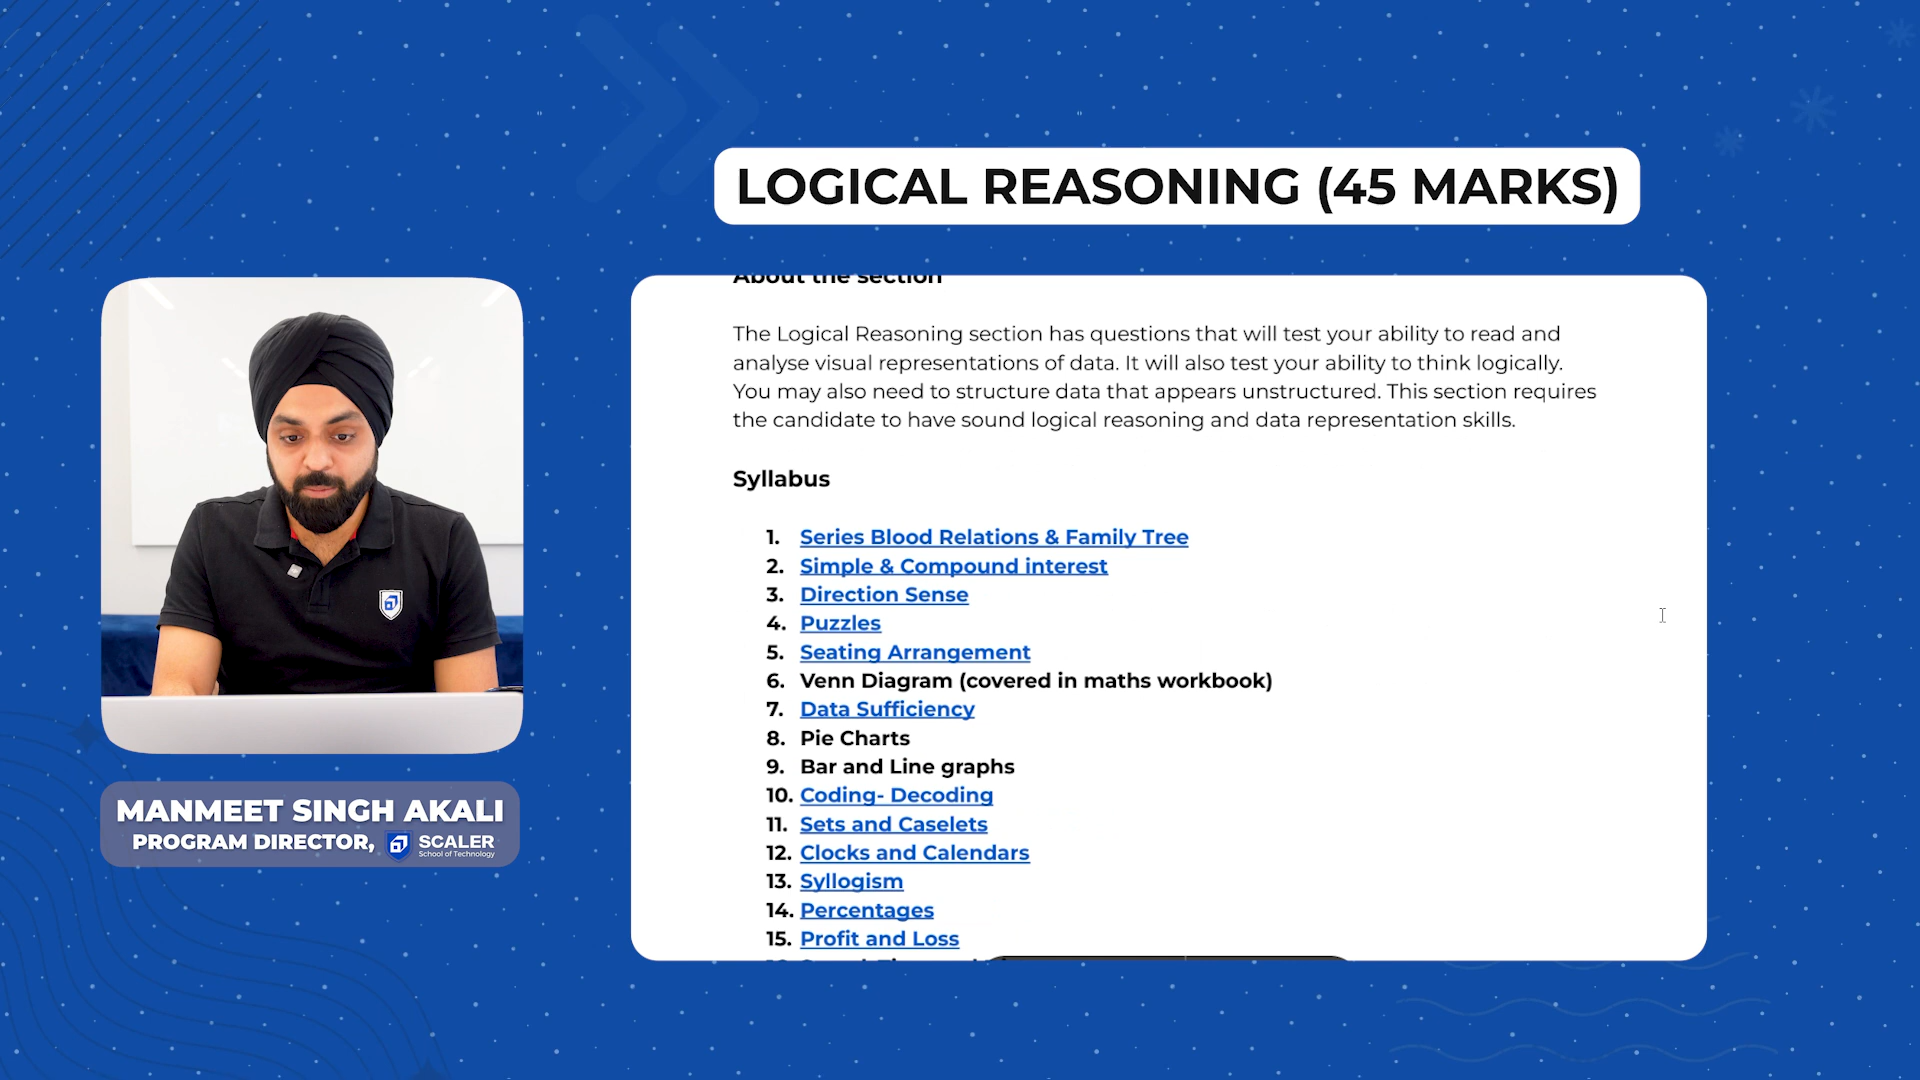 LOGICAL REASONING (45 MARKS)
About the section
The Logical Reasoning section has questions that will test your ability to read and
analyse visual representations of data. It will also test your ability to think logically.
You may also need to structure data that appears unstructured. This section requires
the candidate to have sound logical reasoning and data representation skills.
Syllabus
1. Series Blood Relations & Family Tree
2. Simple & Compound interest
3. Direction Sense
4. Puzzles
5. Seating Arrangement
6. Venn Diagram (covered in maths workbook)
7. Data Sufficiency
8. Pie Charts
9. Bar and Line graphs
10. Coding- Decoding
11. Sets and Caselets
12. Clocks and Calendars
13. Syllogism
14. Percentages
15. Profit and Loss
MANMEET SINGH AKALI
PROGRAM DIRECTOR, SCALER
School of Technology